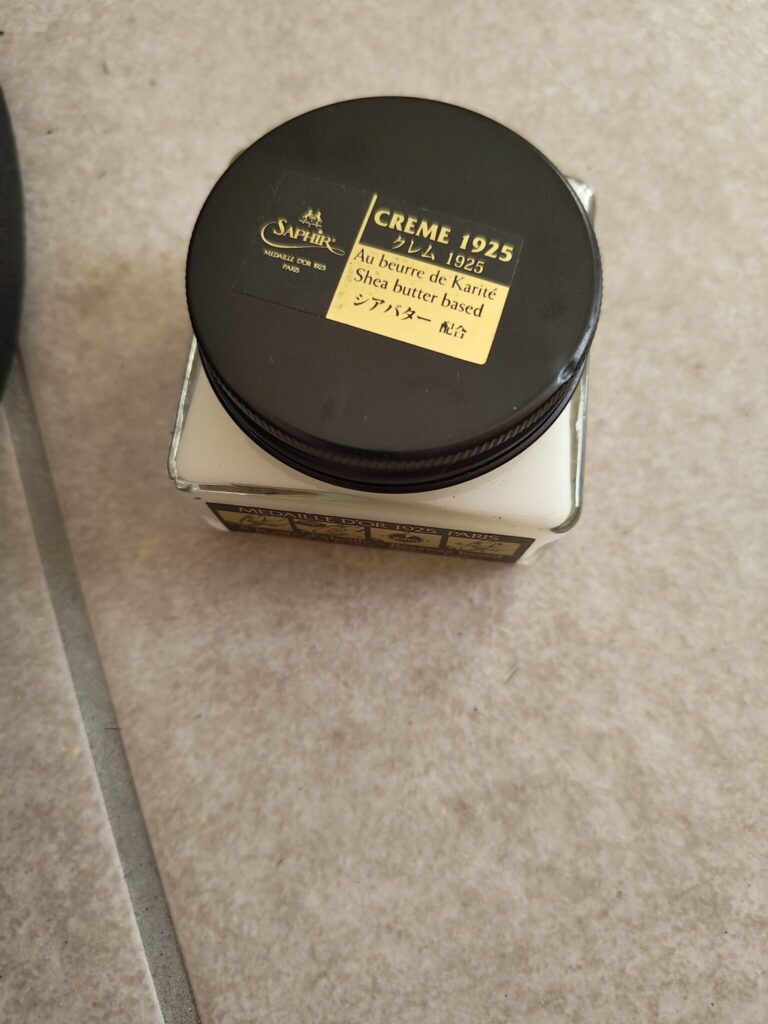 SAPHIR
MEDAILLE D'OR 1925
PARIS
CREME 1925
クレム 1925
Au beurre de Karité
Shea butter based
シアバター 配合
MEDAILLE D'OR 1925 PARIS